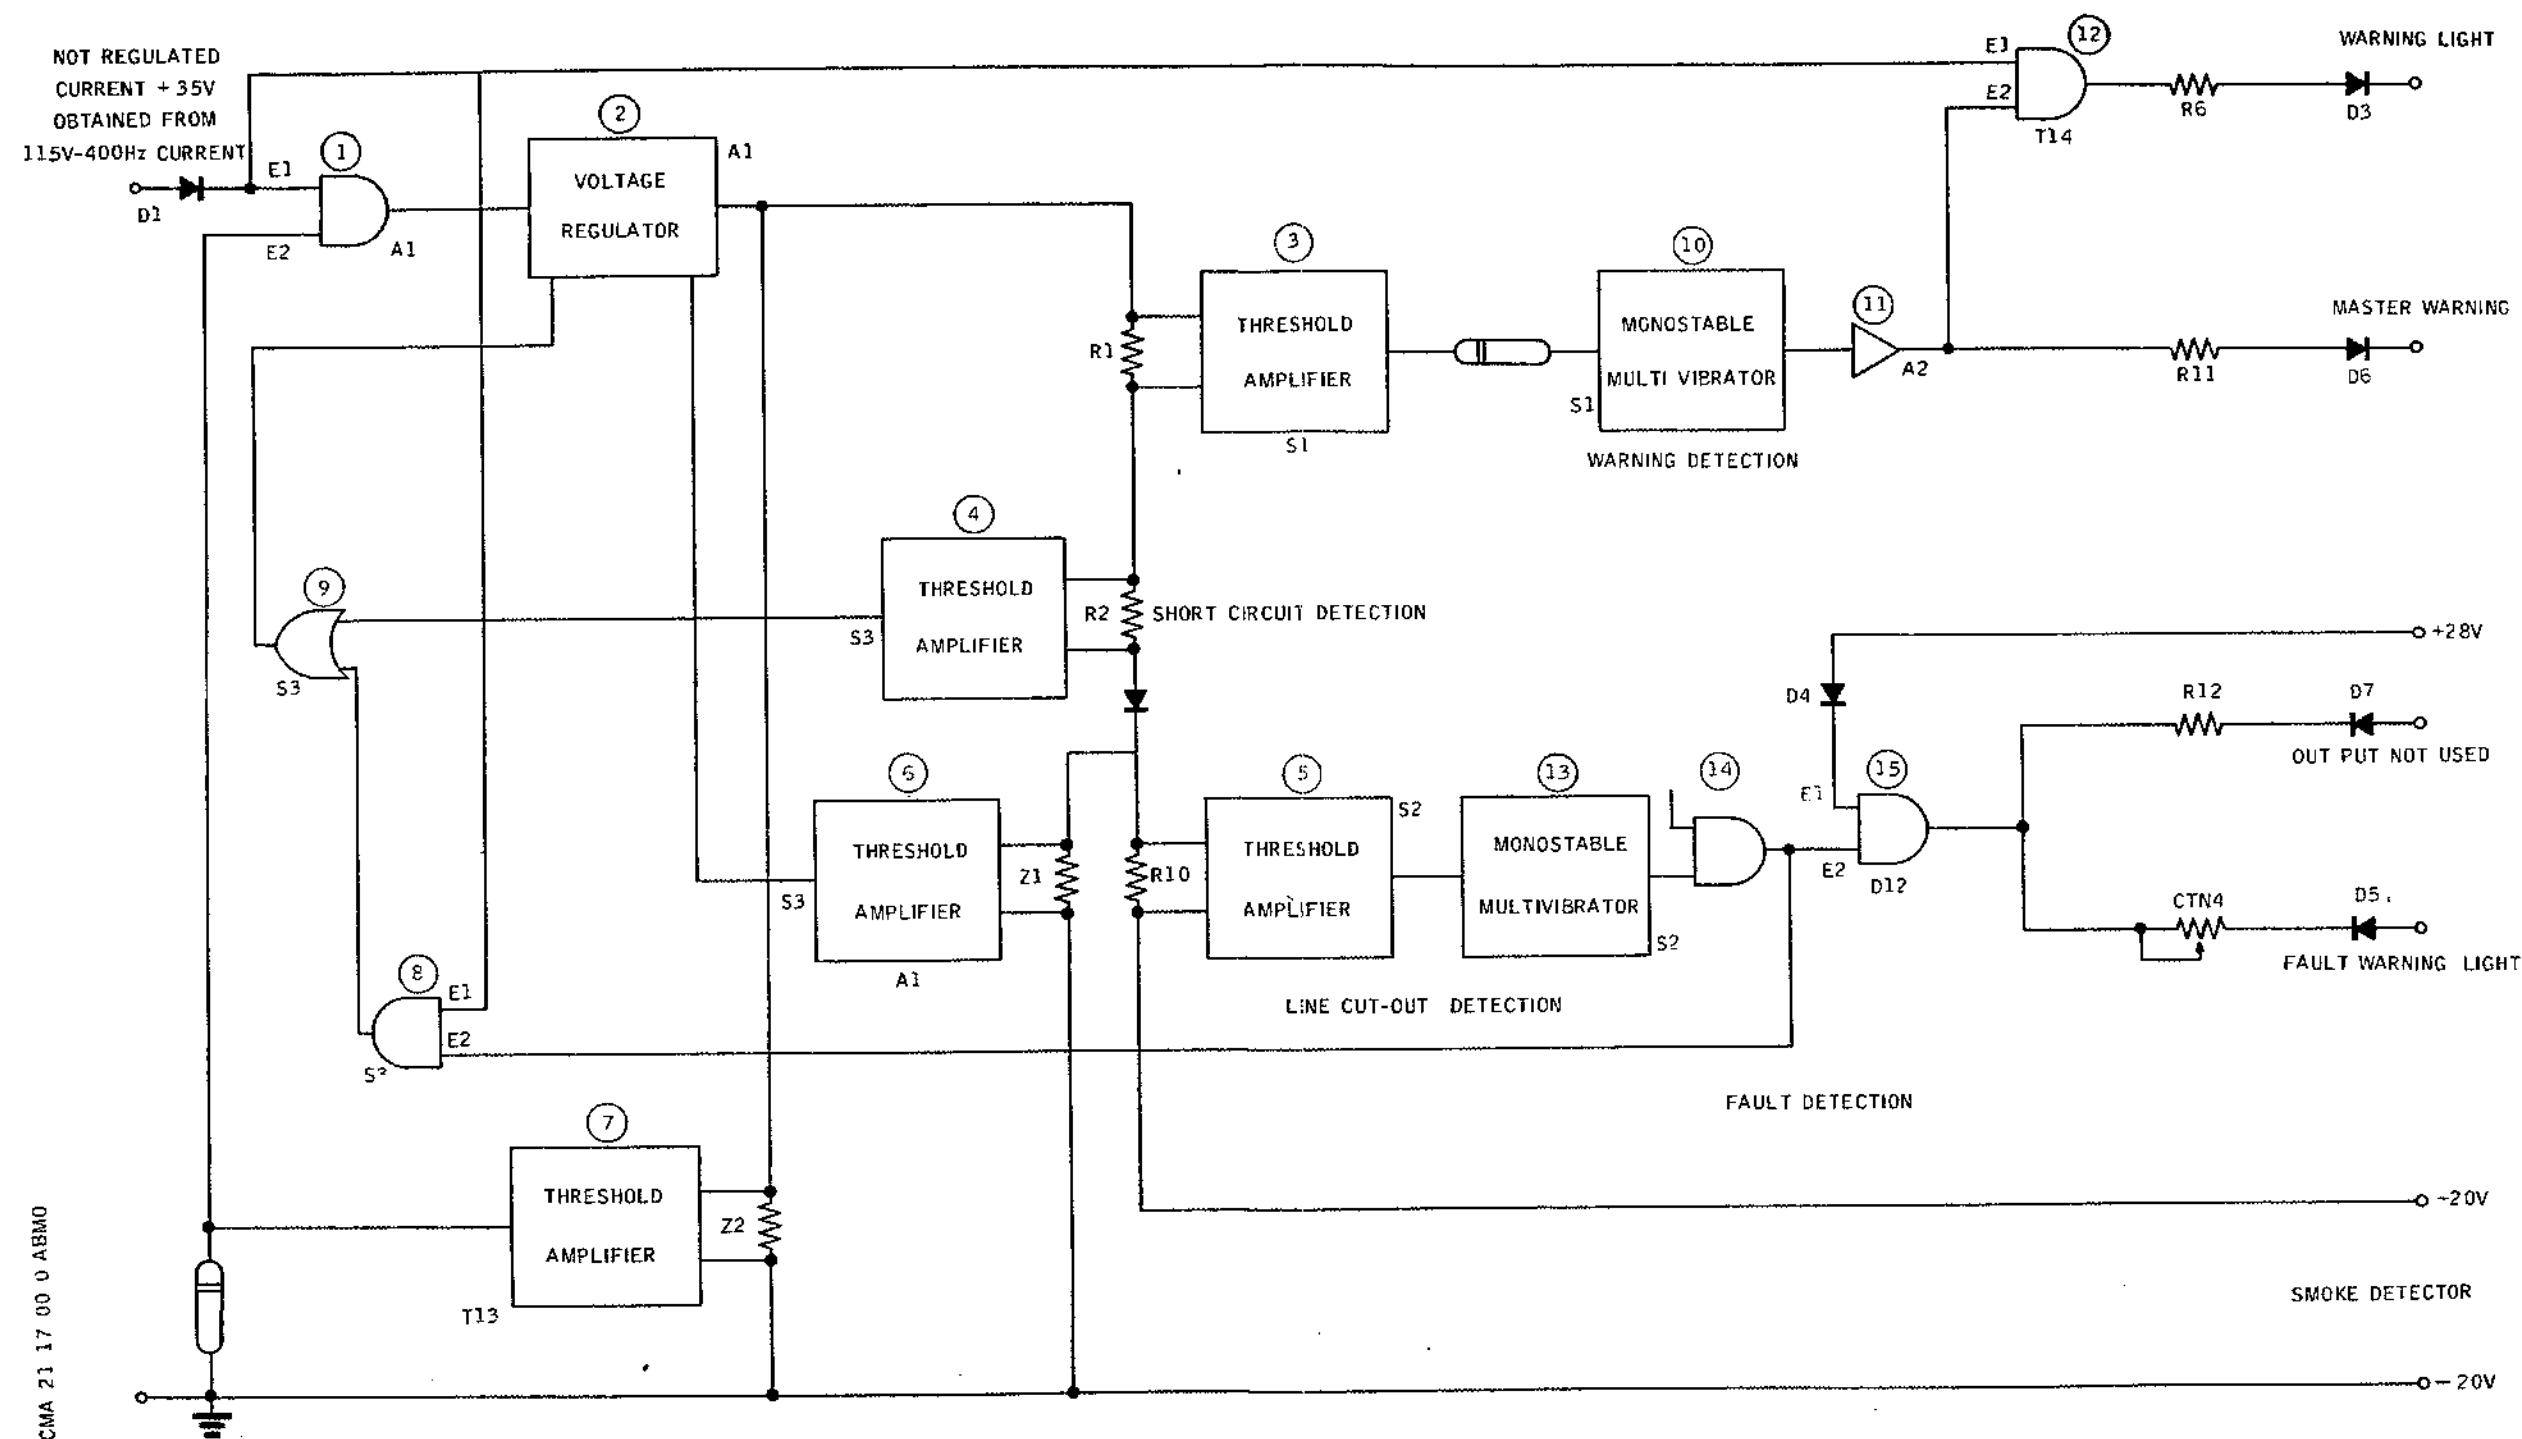 NOT REGULATED
CURRENT + 35V
OBTAINED FROM
115V-400Hz CURRENT
D1
E1
E2
1
A1
2
VOLTAGE
REGULATOR
A1
E1
E2
12
T14
R6
WARNING LIGHT
D3
R1
3
THRESHOLD
AMPLIFIER
S1
10
MONOSTABLE
MULTI VIBRATOR
S1
WARNING DETECTION
11
A2
R11
MASTER WARNING
D6
9
S3
4
THRESHOLD
AMPLIFIER
S3
R2
SHORT CIRCUIT DETECTION
+28V
D4
R12
D7
OUT PUT NOT USED
6
THRESHOLD
AMPLIFIER
S3
A1
Z1
R10
5
THRESHOLD
AMPLIFIER
S2
13
MONOSTABLE
MULTIVIBRATOR
S2
14
15
E1
E2
D12
CTN4
D5
FAULT WARNING LIGHT
LINE CUT-OUT DETECTION
8
E1
E2
FAULT DETECTION
7
THRESHOLD
AMPLIFIER
T13
Z2
-20V
SMOKE DETECTOR
-20V
CMA 21 17 00 0 ABM0